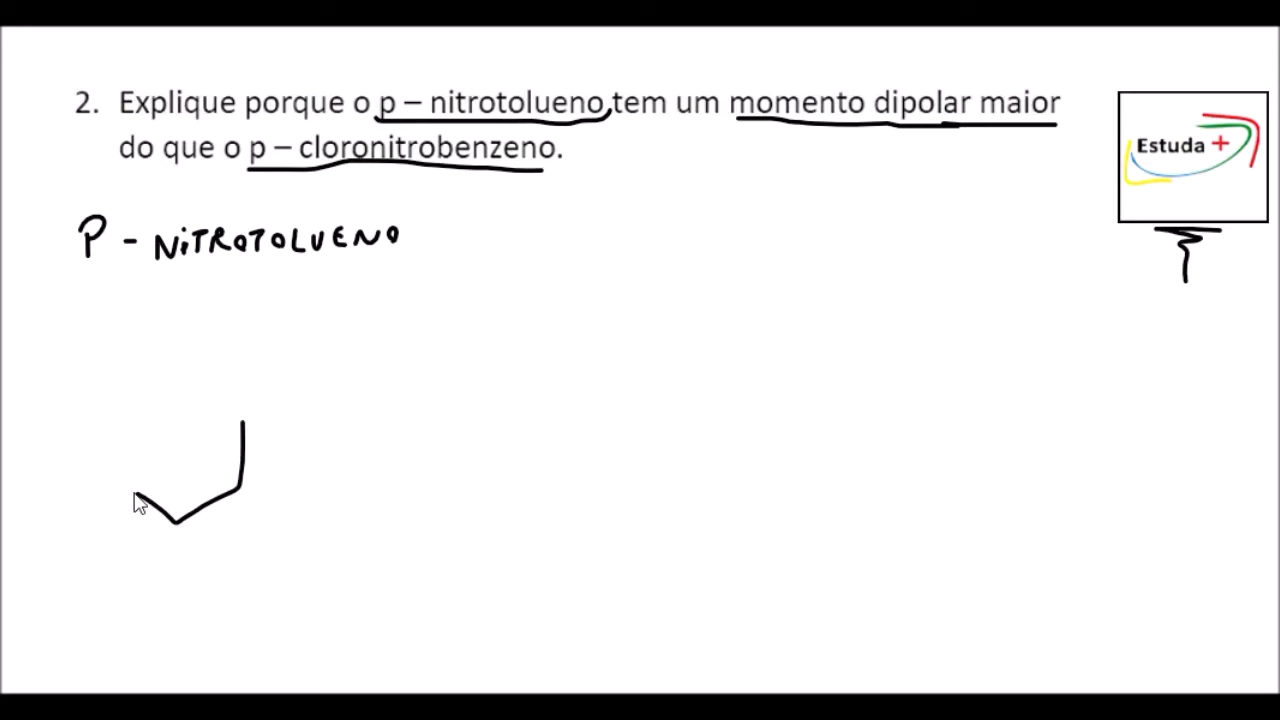 2. Explique porque o p – nitrotolueno tem um momento dipolar maior
do que o p – cloronitrobenzeno.
Estuda +
P - NiTROTOLUENO